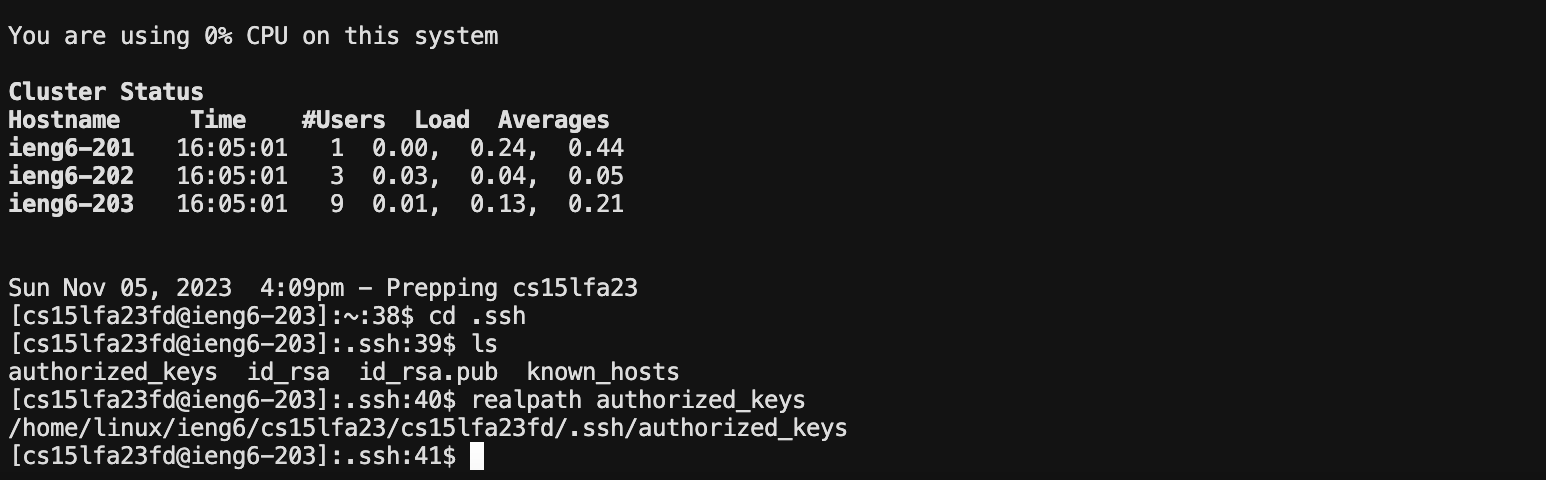 You are using 0% CPU on this system
Cluster Status
Hostname     Time    #Users  Load  Averages
ieng6-201   16:05:01   1  0.00,  0.24,  0.44
ieng6-202   16:05:01   3  0.03,  0.04,  0.05
ieng6-203   16:05:01   9  0.01,  0.13,  0.21
Sun Nov 05, 2023  4:09pm - Prepping cs15lfa23
[cs15lfa23fd@ieng6-203]:~:38$ cd .ssh
[cs15lfa23fd@ieng6-203]:.ssh:39$ ls
authorized_keys  id_rsa  id_rsa.pub  known_hosts
[cs15lfa23fd@ieng6-203]:.ssh:40$ realpath authorized_keys
/home/linux/ieng6/cs15lfa23/cs15lfa23fd/.ssh/authorized_keys
[cs15lfa23fd@ieng6-203]:.ssh:41$